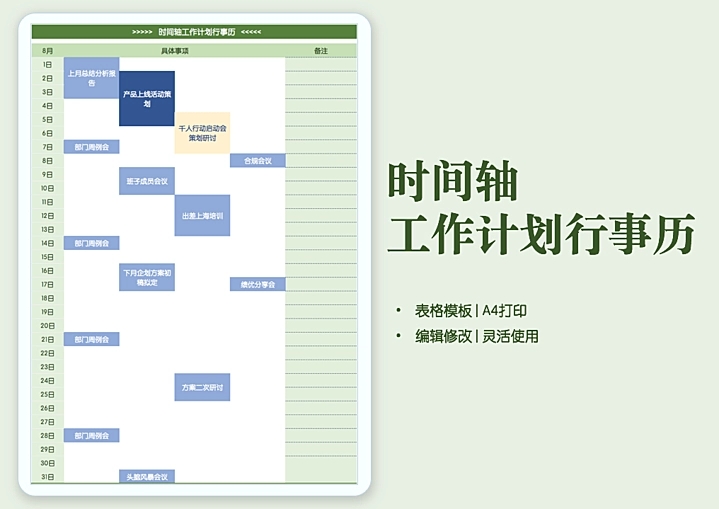 >>>>> 时间轴工作计划行事历 <<<<<
8月 具体事项 备注
1日
上月总结分析报
告
2日
3日
产品上线活动策
划
4日
5日
6日
千人行动启动会
策划研讨
7日 部门周例会
8日 合规会议
9日
10日
班子成员会议
11日
12日 出差上海培训
13日
14日 部门周例会
15日
16日
17日
下月企划方案初
稿拟定
绩优分享会
18日
19日
20日
21日 部门周例会
22日
23日
24日
25日
方案二次研讨
26日
27日
28日 部门周例会
29日
30日
31日 头脑风暴会议
时间轴
工作计划行事历
• 表格模板 | A4打印
• 编辑修改 | 灵活使用